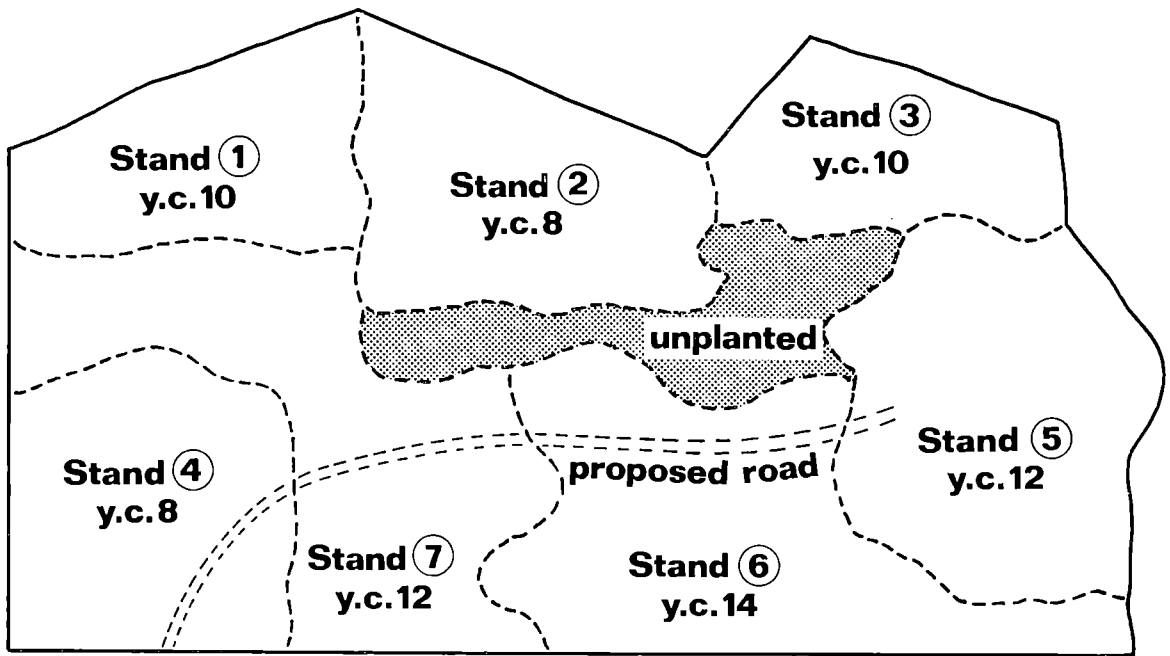 Stand ①
y.c. 10
Stand ②
y.c. 8
Stand ③
y.c. 10
unplanted
Stand ④
y.c. 8
proposed road
Stand ⑤
y.c. 12
Stand ⑦
y.c. 12
Stand ⑥
y.c. 14